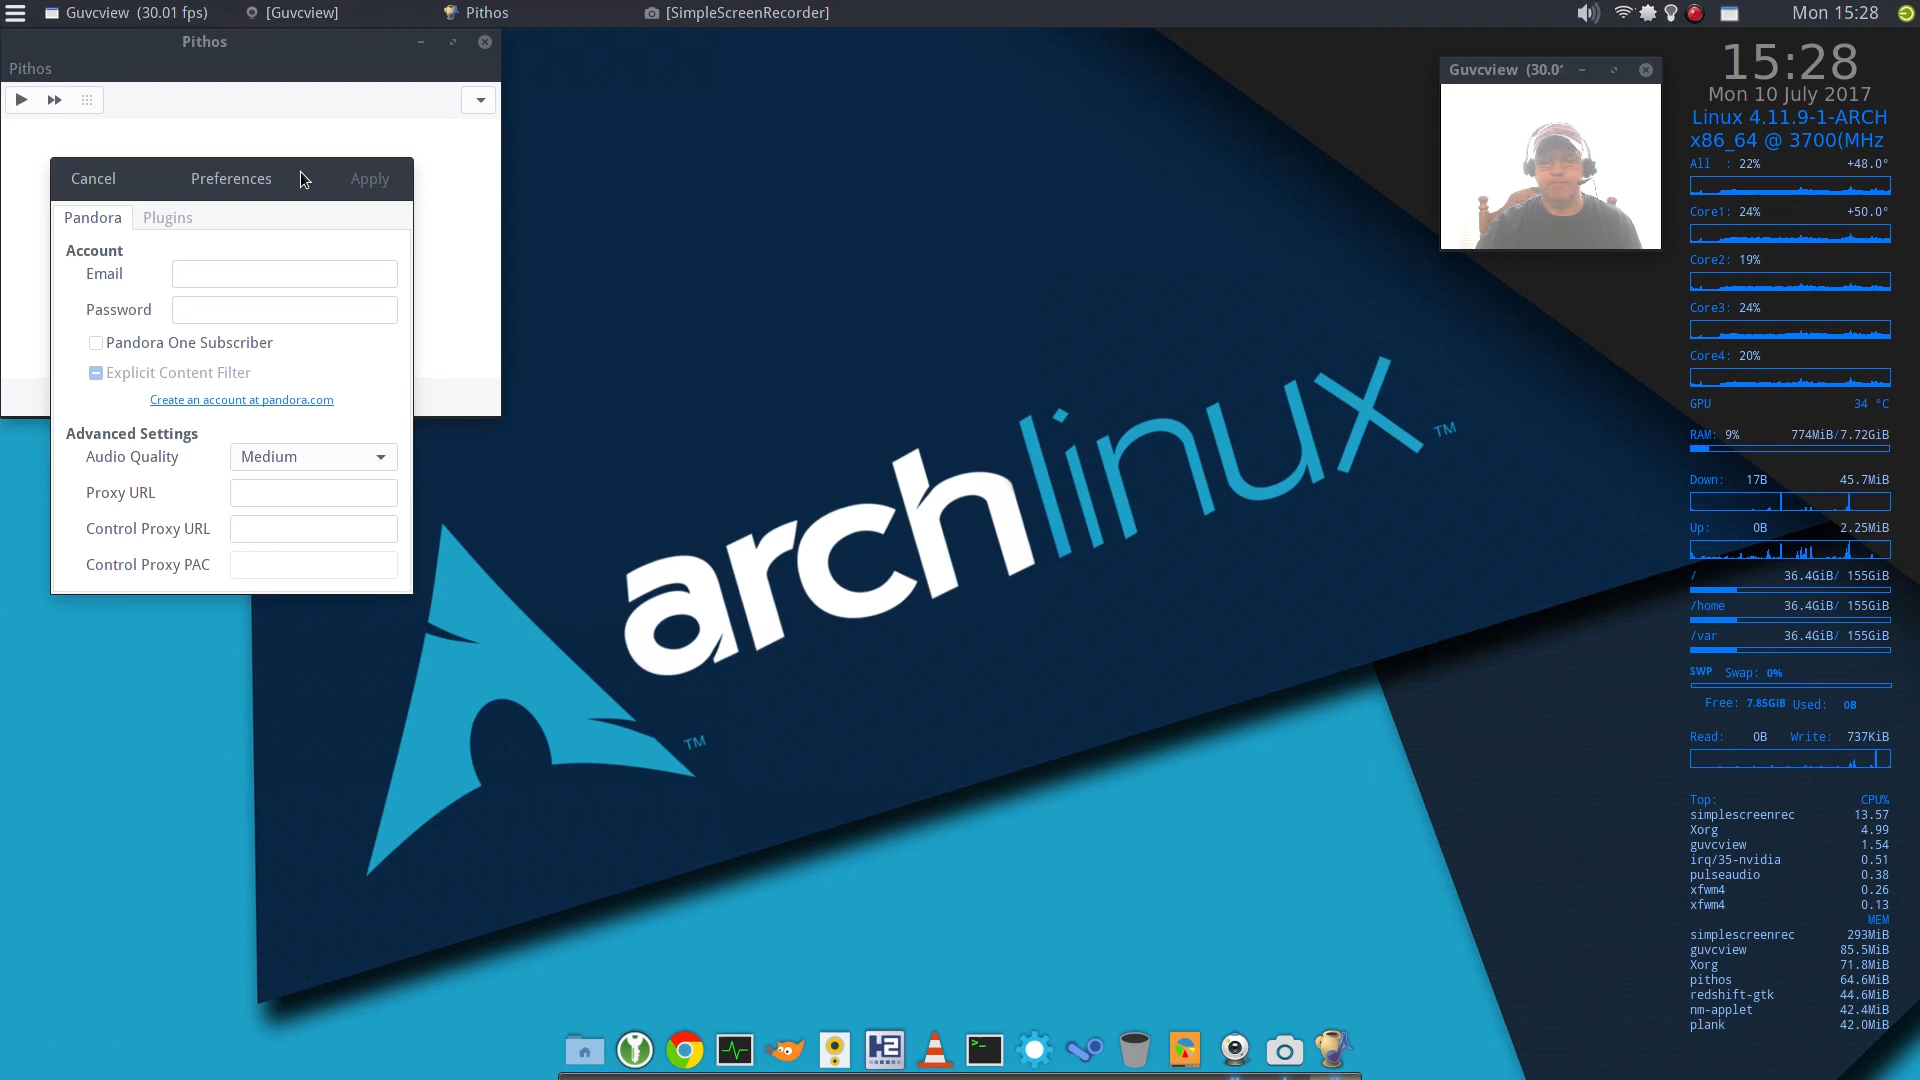 Guvcview (30.01 fps)
[Guvcview]
Pithos
[SimpleScreenRecorder]
Mon 15:28
Pithos
Pithos
Cancel
Preferences
Apply
Pandora
Plugins
Account
Email
Password
Pandora One Subscriber
Explicit Content Filter
Create an account at pandora.com
Advanced Settings
Audio Quality
Medium
Proxy URL
Control Proxy URL
Control Proxy PAC
archlinux ™
™
Guvcview (30.01
15:28
Mon 10 July 2017
Linux 4.11.9-1-ARCH
x86_64 @ 3700(MHz
All : 22% +48.0°
Core1: 24% +50.0°
Core2: 19%
Core3: 24%
Core4: 20%
GPU 34 °C
RAM: 9% 774MiB/7.72GiB
Down: 17B 45.7MiB
Up: 0B 2.25MiB
/ 36.4GiB/ 155GiB
/home 36.4GiB/ 155GiB
/var 36.4GiB/ 155GiB
SWP Swap: 0%
Free: 7.85GiB Used: 0B
Read: 0B Write: 737KiB
Top: CPU%
simplescreenrec 13.57
Xorg 4.99
guvcview 1.54
irq/35-nvidia 0.51
pulseaudio 0.38
xfwm4 0.26
xfwm4 0.13
MEM
simplescreenrec 293MiB
guvcview 85.5MiB
Xorg 71.8MiB
pithos 64.6MiB
redshift-gtk 44.6MiB
nm-applet 42.4MiB
plank 42.0MiB